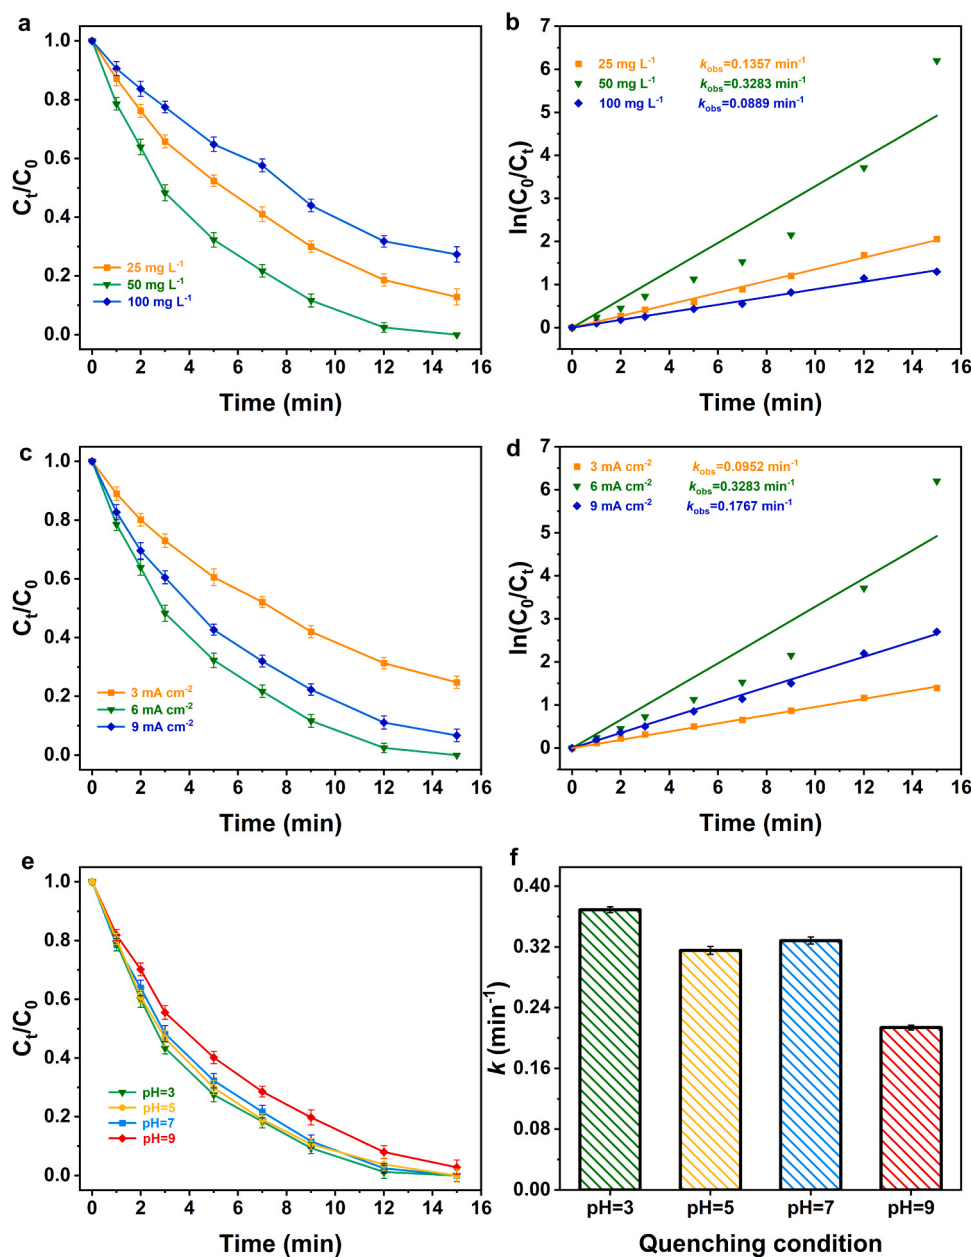 a
1.0
0.8
0.6
0.4
0.2
0.0
Cₜ/C₀
25 mg L⁻¹
50 mg L⁻¹
100 mg L⁻¹
0 2 4 6 8 10 12 14 16
Time (min)
b
7
6
5
4
3
2
1
0
ln(C₀/Cₜ)
25 mg L⁻¹ k_obs=0.1357 min⁻¹
50 mg L⁻¹ k_obs=0.3283 min⁻¹
100 mg L⁻¹ k_obs=0.0889 min⁻¹
0 2 4 6 8 10 12 14 16
Time (min)
c
1.0
0.8
0.6
0.4
0.2
0.0
Cₜ/C₀
3 mA cm⁻²
6 mA cm⁻²
9 mA cm⁻²
0 2 4 6 8 10 12 14 16
Time (min)
d
7
6
5
4
3
2
1
0
ln(C₀/Cₜ)
3 mA cm⁻² k_obs=0.0952 min⁻¹
6 mA cm⁻² k_obs=0.3283 min⁻¹
9 mA cm⁻² k_obs=0.1767 min⁻¹
0 2 4 6 8 10 12 14 16
Time (min)
e
1.0
0.8
0.6
0.4
0.2
0.0
Cₜ/C₀
pH=3
pH=5
pH=7
pH=9
0 2 4 6 8 10 12 14 16
Time (min)
f
0.40
0.32
0.24
0.16
0.08
0.00
k (min⁻¹)
pH=3 pH=5 pH=7 pH=9
Quenching condition